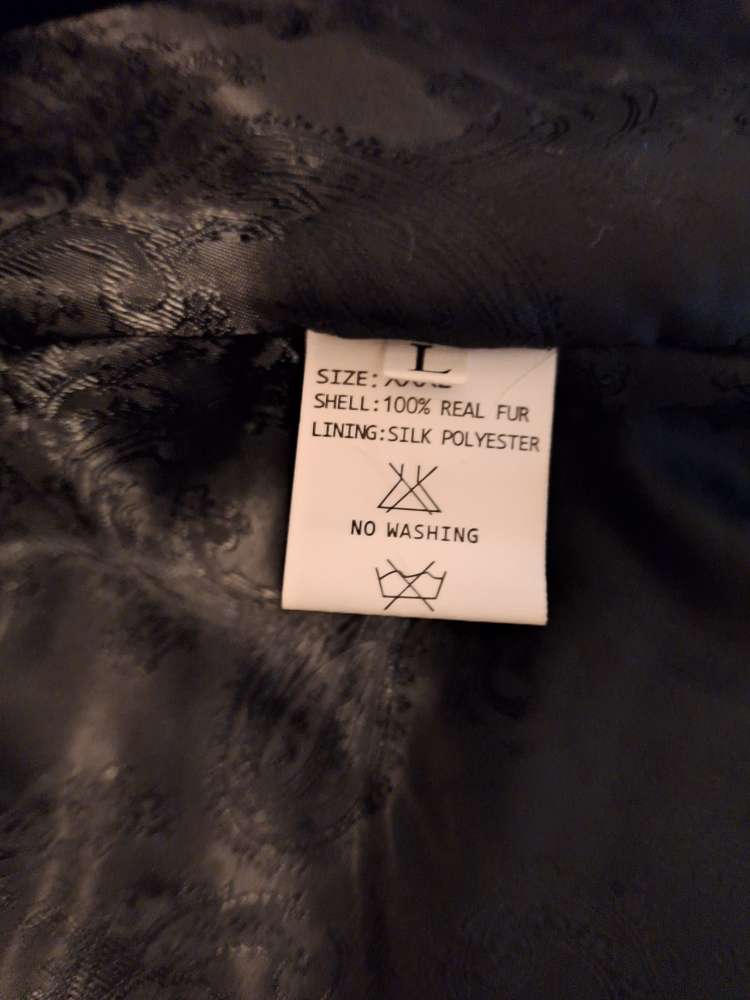 L
SIZE:
SHELL:100% REAL FUR
LINING:SILK POLYESTER
NO WASHING